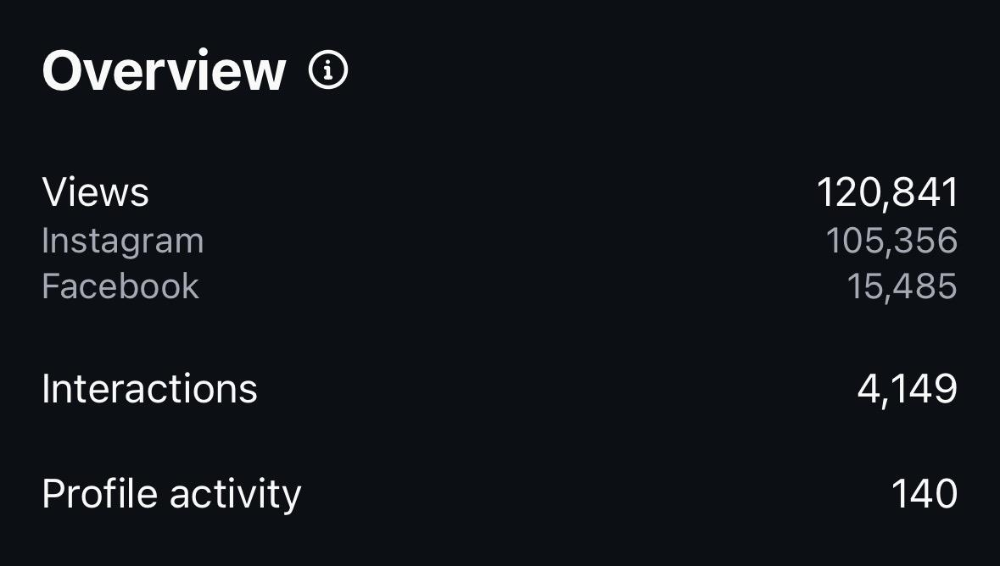 Overview
Views 120,841
Instagram 105,356
Facebook 15,485
Interactions 4,149
Profile activity 140